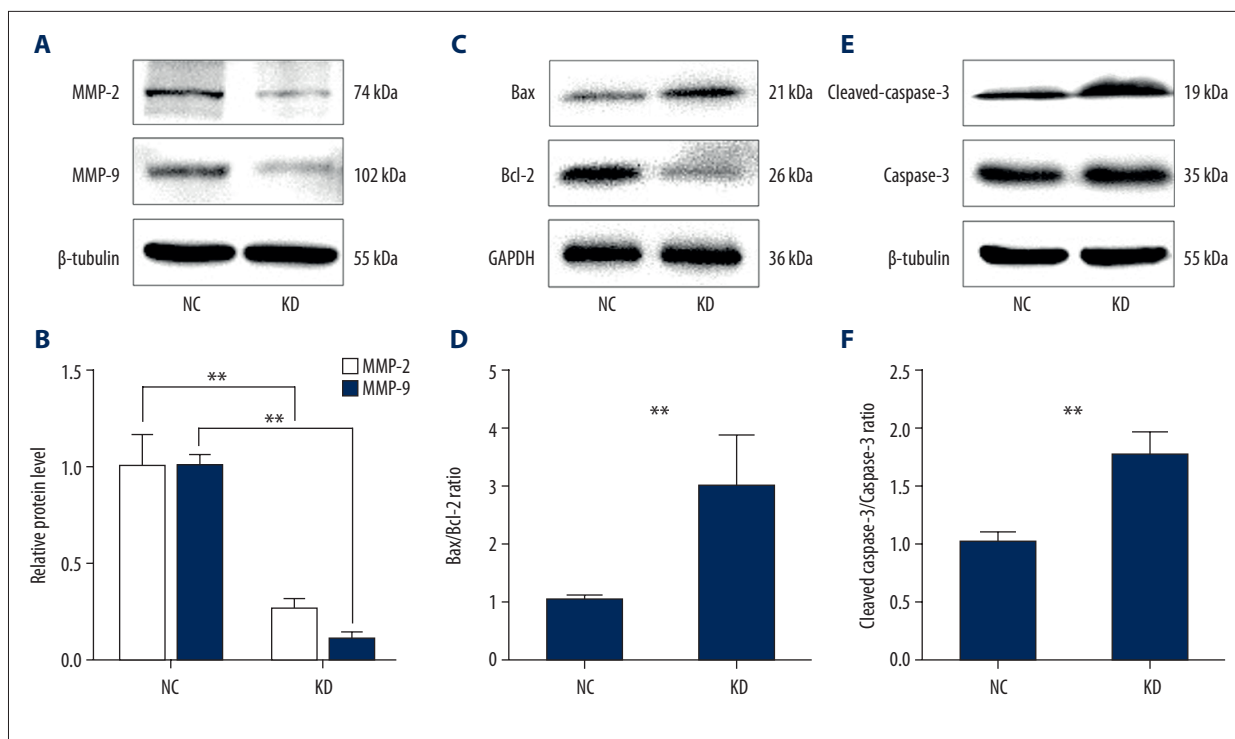 A
MMP-2
74 kDa
MMP-9
102 kDa
β-tubulin
55 kDa
NC
KD
C
Bax
21 kDa
Bcl-2
26 kDa
GAPDH
36 kDa
NC
KD
E
Cleaved-caspase-3
19 kDa
Caspase-3
35 kDa
β-tubulin
55 kDa
NC
KD
B
MMP-2
MMP-9
Relative protein level
1.5
1.0
0.5
0.0
**
**
NC
KD
D
Bax/Bcl-2 ratio
5
4
3
2
1
0
**
NC
KD
F
Cleaved caspase-3/Caspase-3 ratio
2.5
2.0
1.5
1.0
0.5
0.0
**
NC
KD